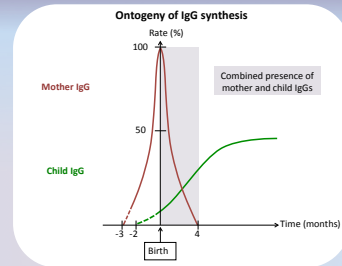 Ontogeny of IgG synthesis
Rate (%)
100
Mother IgG
Combined presence of
mother and child IgGs
50
Child IgG
Time (months)
-3 -2 4
Birth